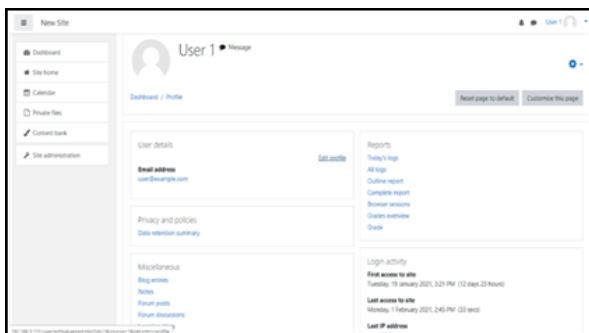 New Site
User 1
Dashboard
Site home
Calendar
Private files
Content bank
Site administration
User 1 Message
Dashboard / Profile
Reset page to default
Customise this page
User details
Edit profile
Email address
user@example.com
Privacy and policies
Data retention summary
Miscellaneous
Blog entries
Notes
Forum posts
Forum discussions
Reports
Today's logs
All logs
Outline report
Complete report
Browser sessions
Grades overview
Grade
Login activity
First access to site
Tuesday, 19 January 2021, 3:21 PM (12 days 23 hours)
Last access to site
Monday, 1 February 2021, 2:45 PM (33 secs)
Last IP address